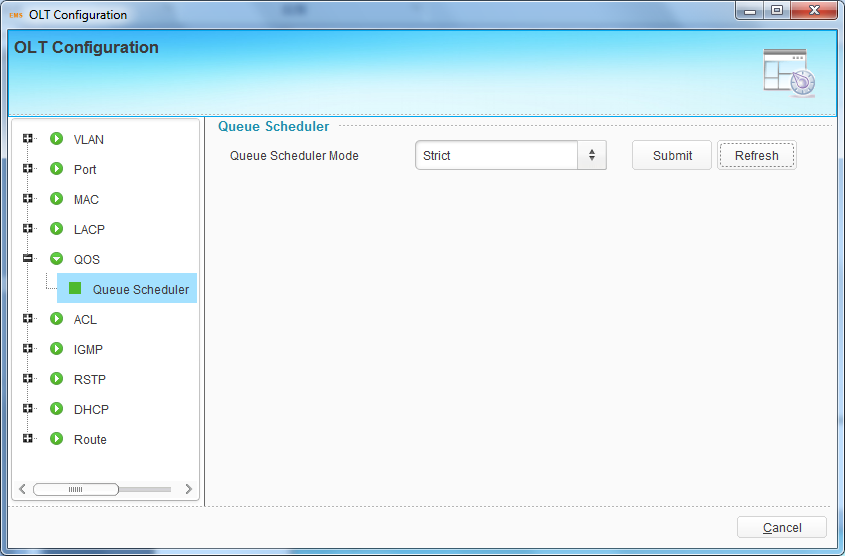 EMS OLT Configuration
OLT Configuration
VLAN
Port
MAC
LACP
QOS
Queue Scheduler
ACL
IGMP
RSTP
DHCP
Route
Queue Scheduler
Queue Scheduler Mode Strict Submit Refresh
Cancel